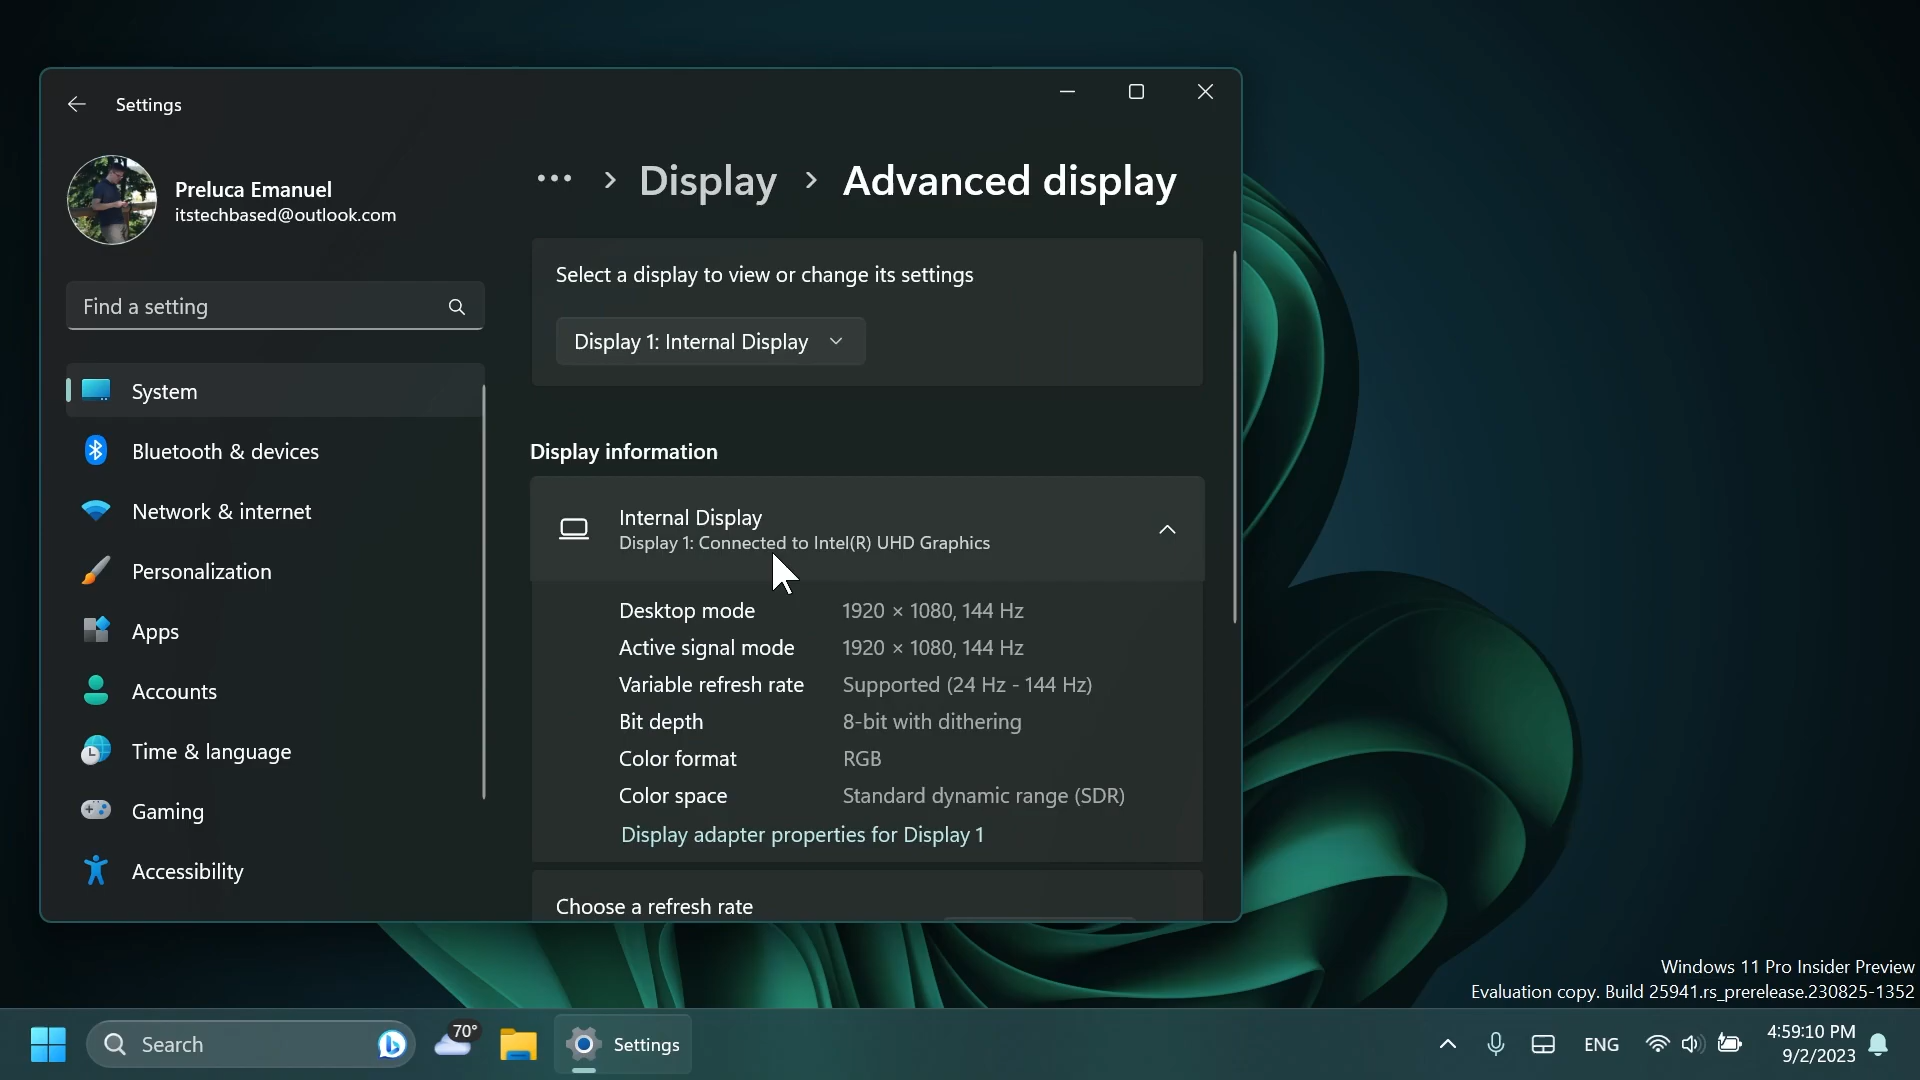 Settings
Preluca Emanuel
itstechbased@outlook.com
Find a setting
System
Bluetooth & devices
Network & internet
Personalization
Apps
Accounts
Time & language
Gaming
Accessibility
... > Display > Advanced display
Select a display to view or change its settings
Display 1: Internal Display
Display information
Internal Display
Display 1: Connected to Intel(R) UHD Graphics
Desktop mode 1920 × 1080, 144 Hz
Active signal mode 1920 × 1080, 144 Hz
Variable refresh rate Supported (24 Hz - 144 Hz)
Bit depth 8-bit with dithering
Color format RGB
Color space Standard dynamic range (SDR)
Display adapter properties for Display 1
Choose a refresh rate
Windows 11 Pro Insider Preview
Evaluation copy. Build 25941.rs_prerelease.230825-1352
Search
70°
Settings
ENG
4:59:10 PM
9/2/2023